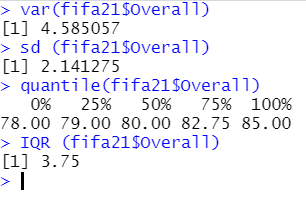 > var(fifa21$Overall)
[1] 4.585057
> sd (fifa21$Overall)
[1] 2.141275
> quantile(fifa21$Overall)
   0%   25%   50%   75%  100%
78.00 79.00 80.00 82.75 85.00
> IQR (fifa21$Overall)
[1] 3.75
>